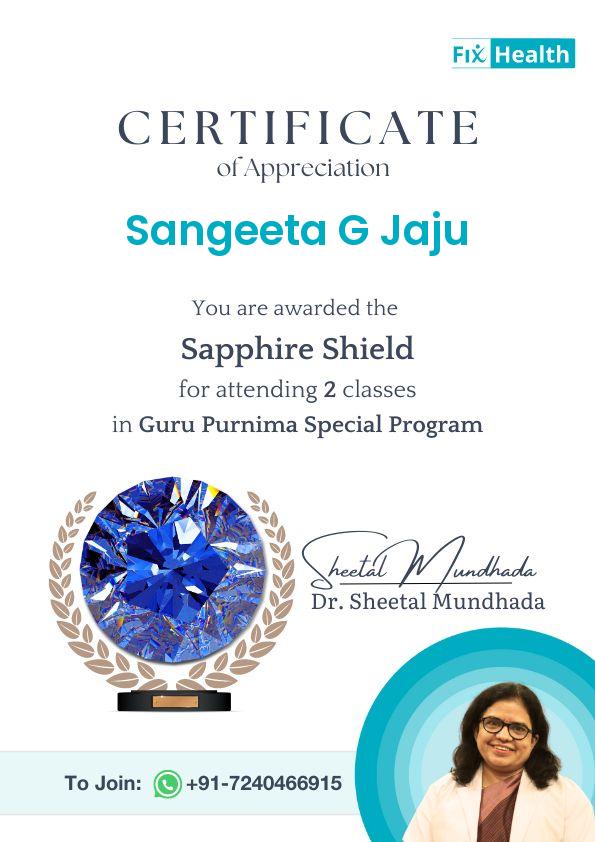 Fix Health
CERTIFICATE
of Appreciation
Sangeeta G Jaju
You are awarded the
Sapphire Shield
for attending 2 classes
in Guru Purnima Special Program
Sheetal Mundhada
Dr. Sheetal Mundhada
To Join: +91-7240466915